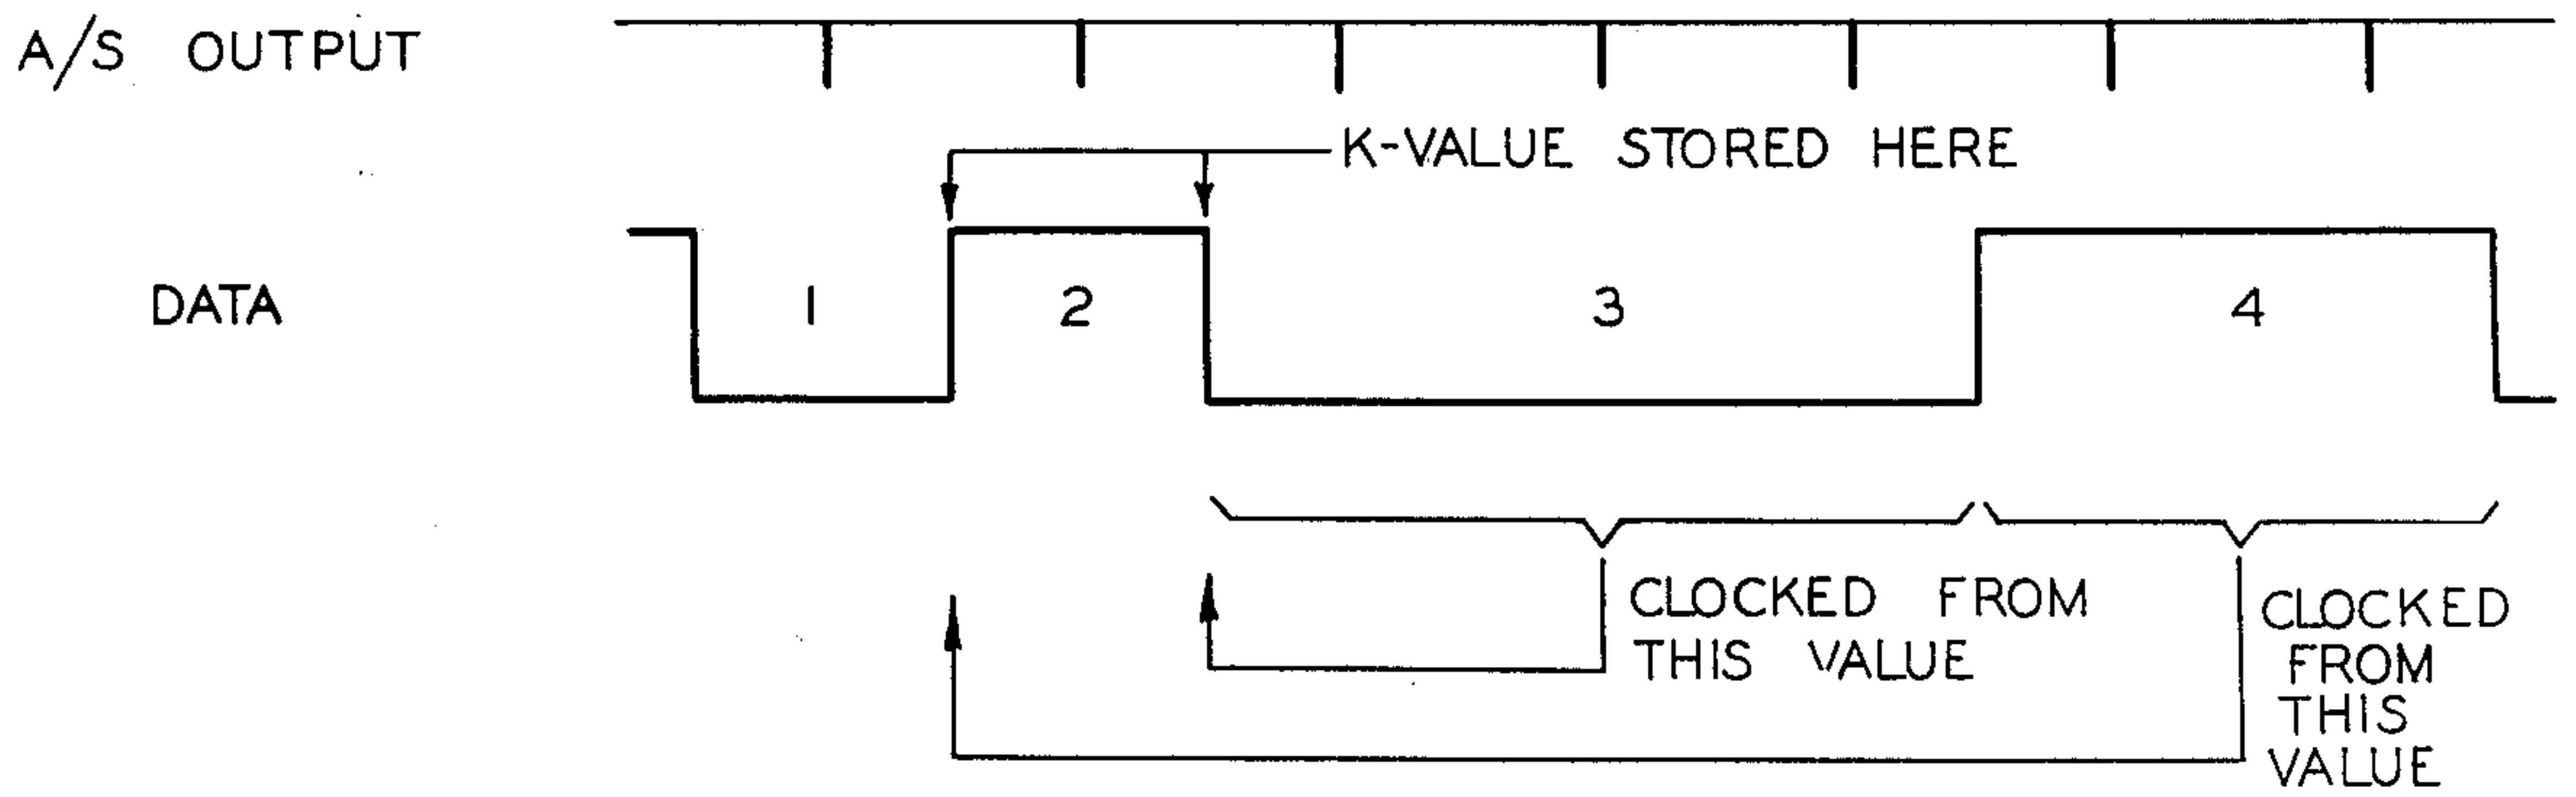 A/S OUTPUT
K-VALUE STORED HERE
DATA
1
2
3
4
CLOCKED FROM
THIS VALUE
CLOCKED
FROM
THIS
VALUE